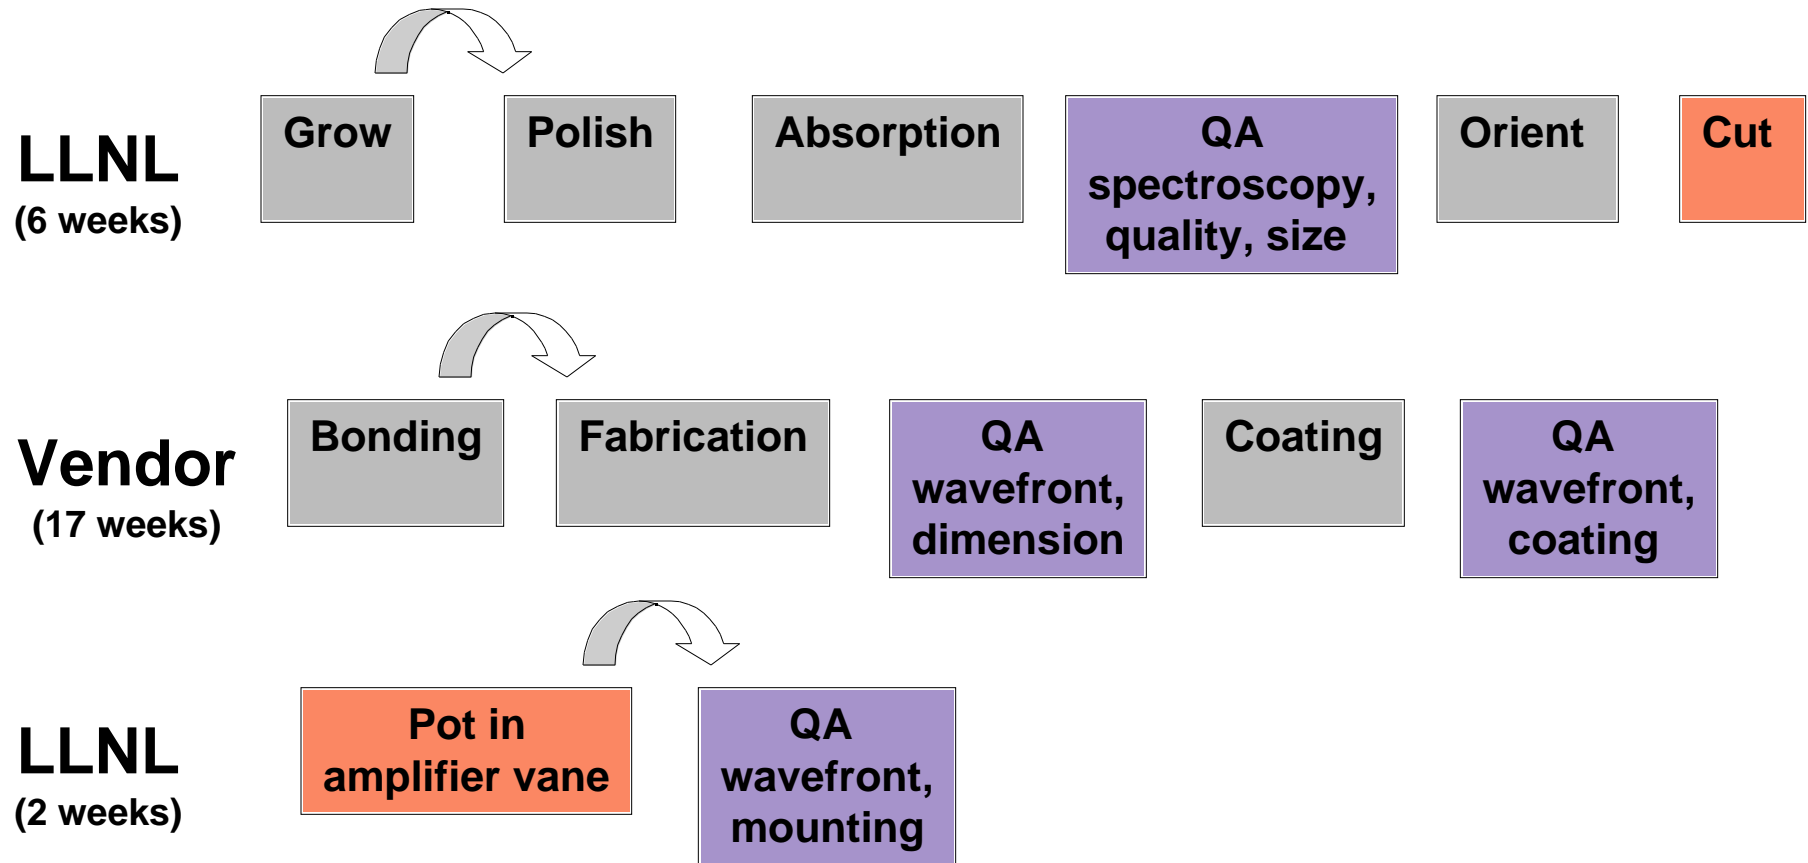 LLNL
(6 weeks)
Grow
Polish
Absorption
QA
spectroscopy,
quality, size
Orient
Cut
Vendor
(17 weeks)
Bonding
Fabrication
QA
wavefront,
dimension
Coating
QA
wavefront,
coating
LLNL
(2 weeks)
Pot in
amplifier vane
QA
wavefront,
mounting